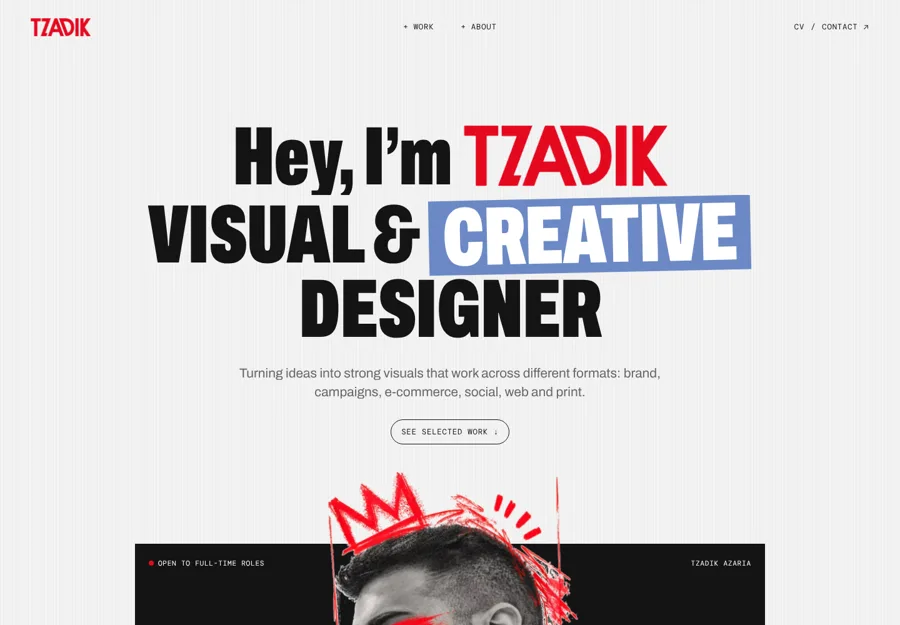 TZADIK
+ WORK
+ ABOUT
CV / CONTACT ↗
Hey, I'm TZADIK
VISUAL & CREATIVE
DESIGNER
Turning ideas into strong visuals that work across different formats: brand,
campaigns, e-commerce, social, web and print.
SEE SELECTED WORK ↓
OPEN TO FULL-TIME ROLES
TZADIK AZARIA